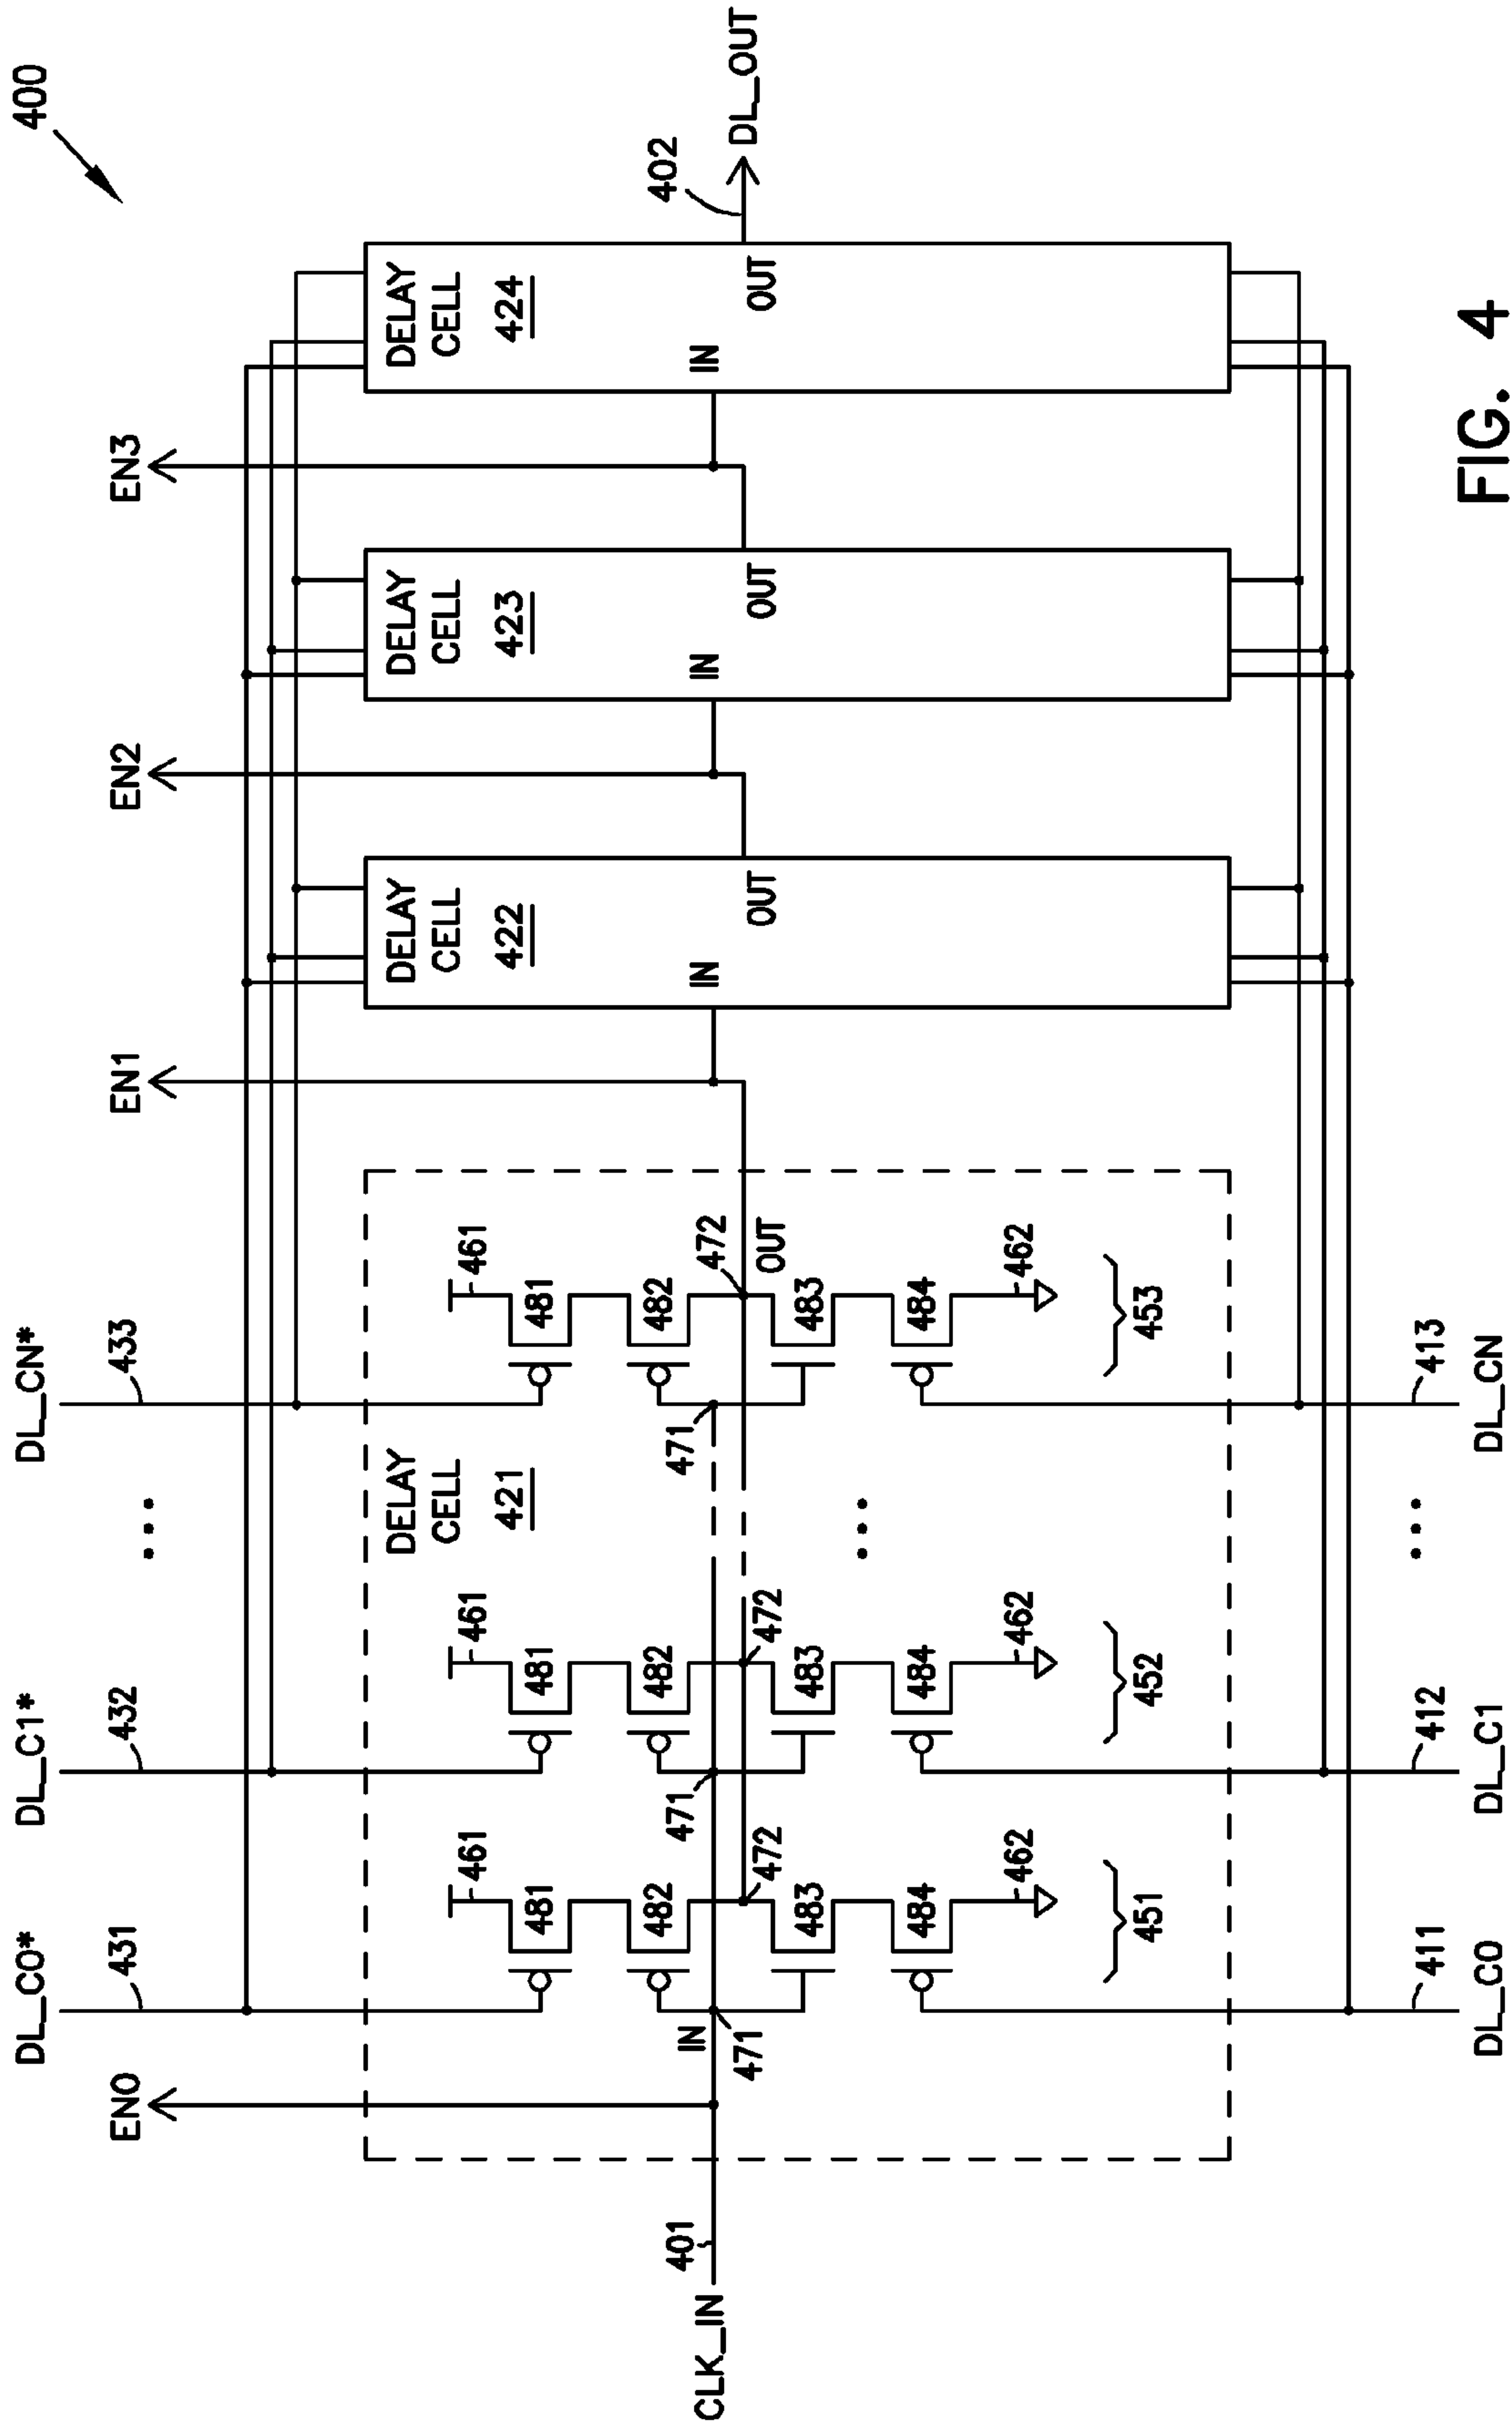 400
DL_C0*
DL_C1*
DL_CN*
431
432
433
...
EN0
EN1
EN2
EN3
DELAY
CELL
421
DELAY
CELL
422
DELAY
CELL
423
DELAY
CELL
424
461
461
461
481
481
481
482
482
482
CLK_IN
401
IN
471
471
471
472
472
472
OUT
IN
OUT
IN
OUT
IN
OUT
402
DL_OUT
483
483
483
...
484
484
484
462
462
462
451
452
453
411
412
413
...
DL_C0
DL_C1
DL_CN
FIG. 4